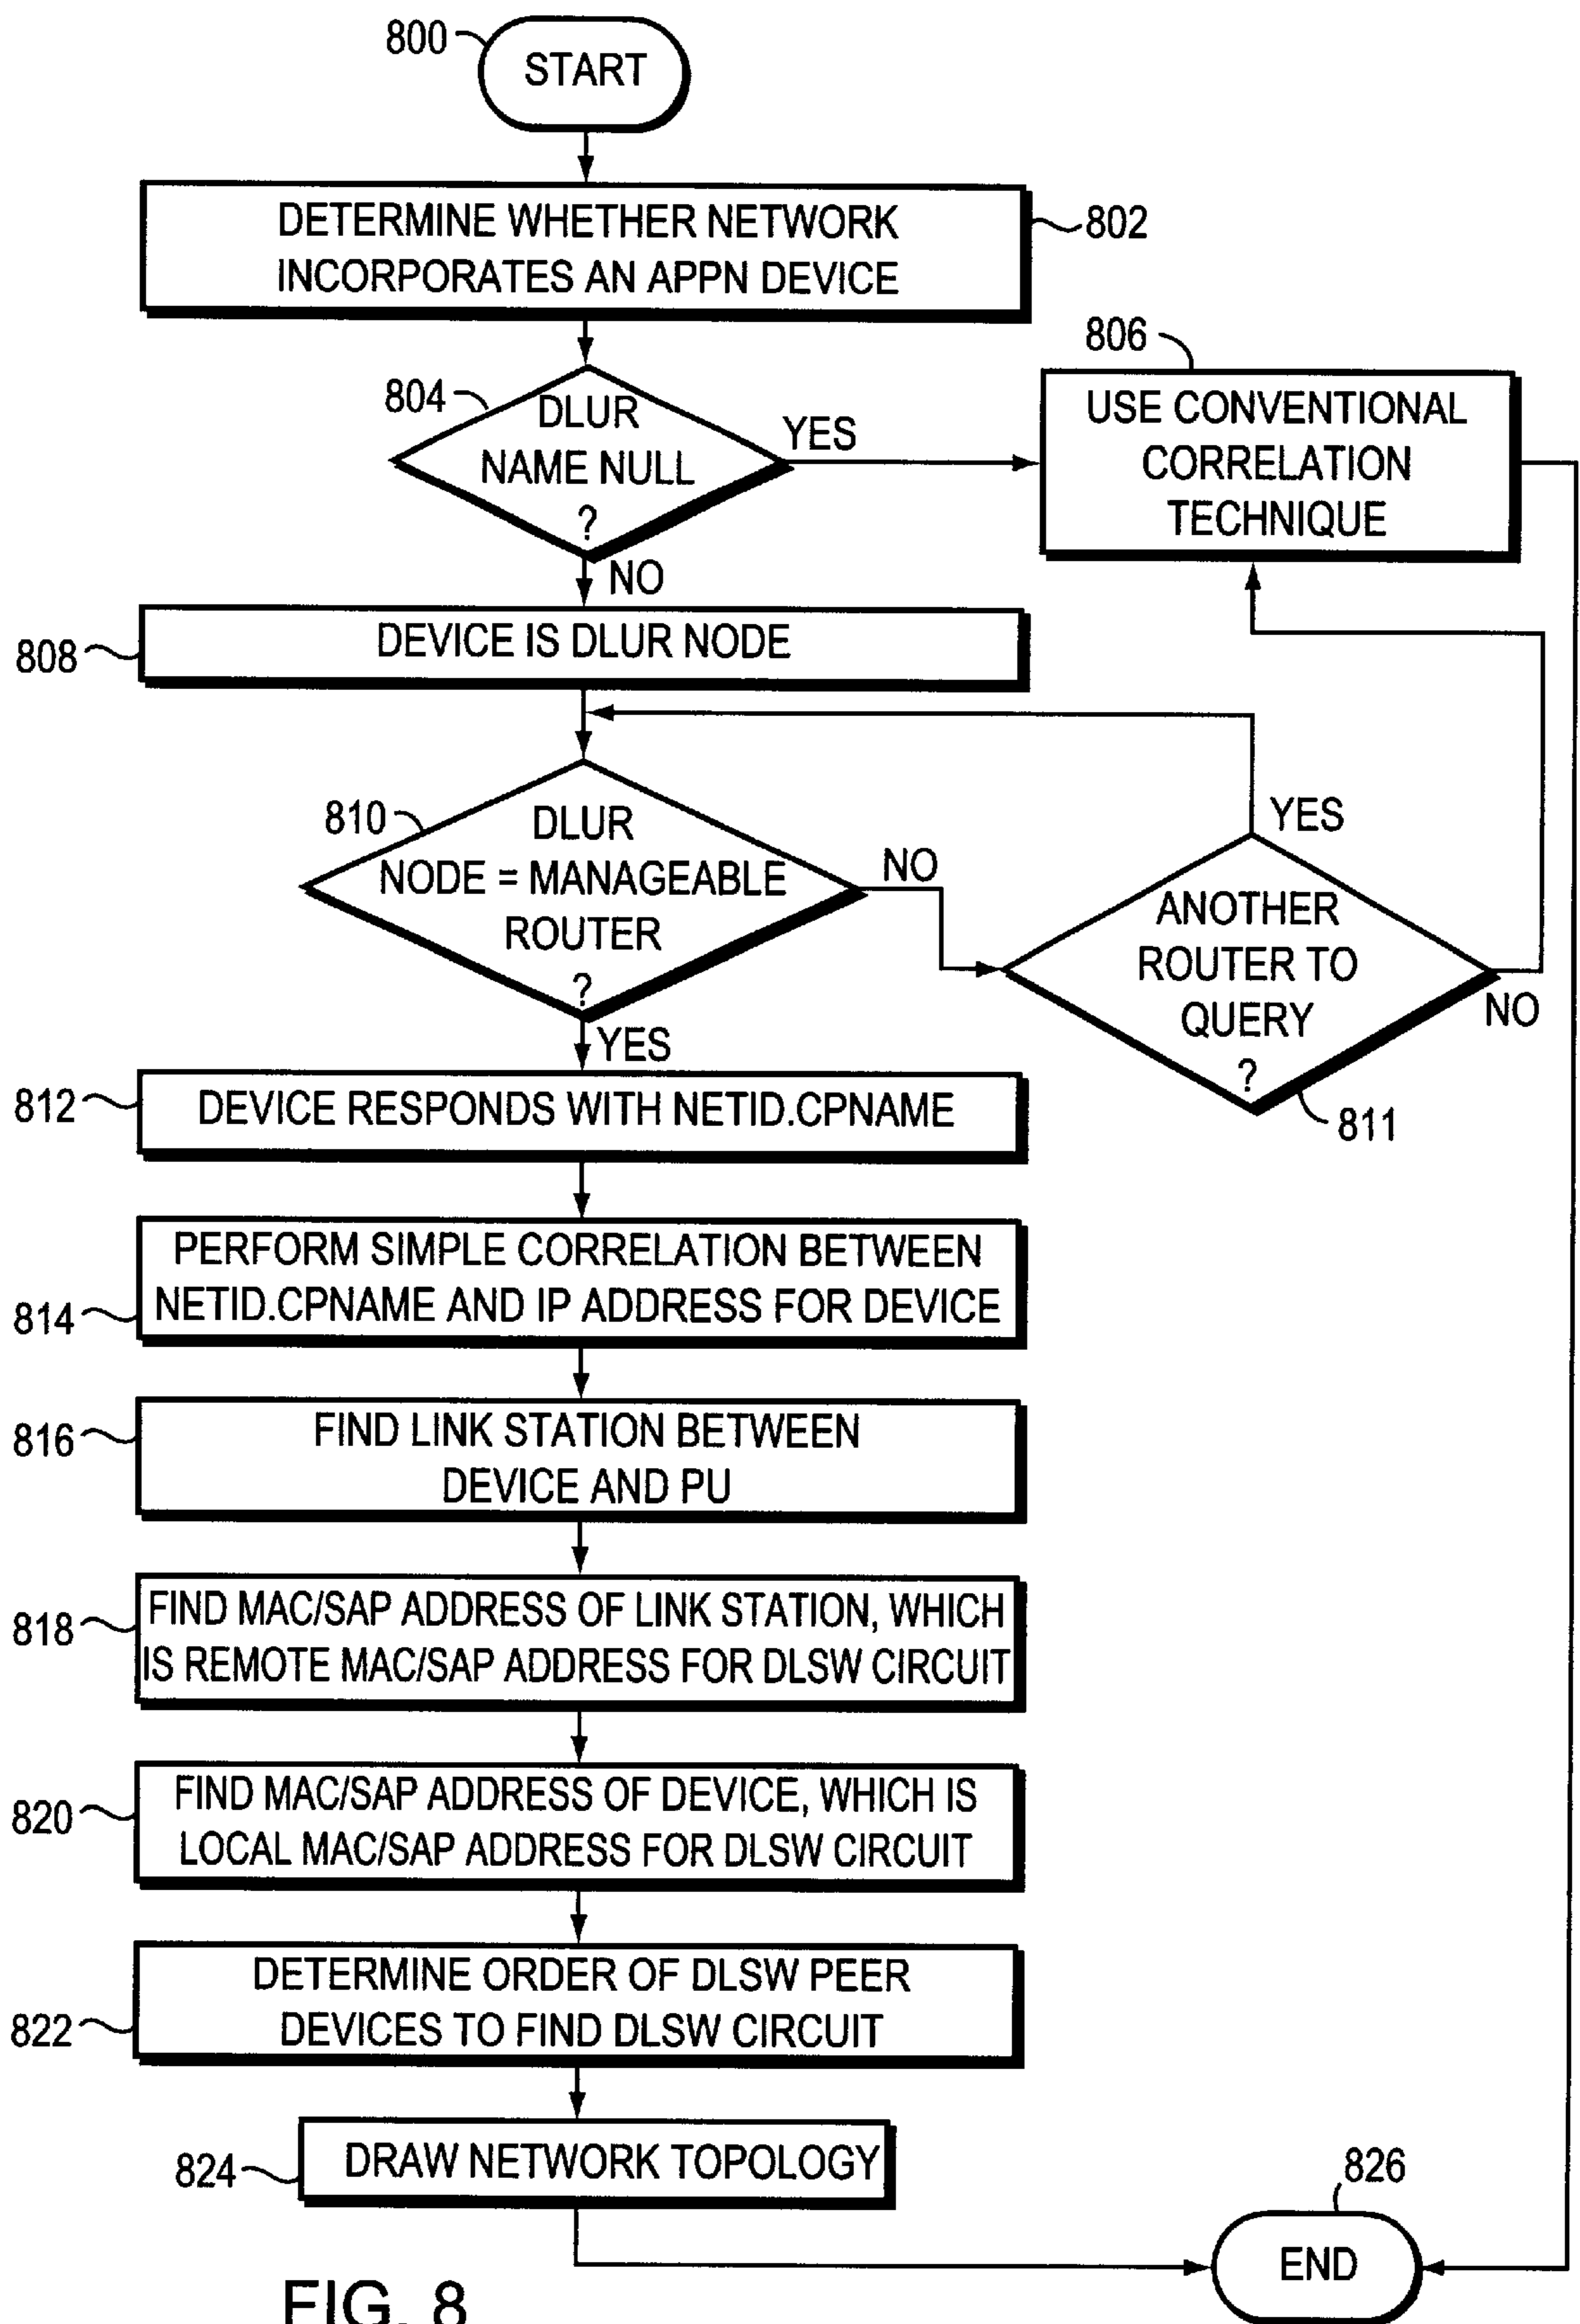 800
START
DETERMINE WHETHER NETWORK
INCORPORATES AN APPN DEVICE
802
804
DLUR
NAME NULL
?
YES
806
USE CONVENTIONAL
CORRELATION
TECHNIQUE
NO
808
DEVICE IS DLUR NODE
810
DLUR
NODE = MANAGEABLE
ROUTER
?
NO
YES
ANOTHER
ROUTER TO
QUERY
?
NO
811
YES
812
DEVICE RESPONDS WITH NETID.CPNAME
814
PERFORM SIMPLE CORRELATION BETWEEN
NETID.CPNAME AND IP ADDRESS FOR DEVICE
816
FIND LINK STATION BETWEEN
DEVICE AND PU
818
FIND MAC/SAP ADDRESS OF LINK STATION, WHICH
IS REMOTE MAC/SAP ADDRESS FOR DLSW CIRCUIT
820
FIND MAC/SAP ADDRESS OF DEVICE, WHICH IS
LOCAL MAC/SAP ADDRESS FOR DLSW CIRCUIT
822
DETERMINE ORDER OF DLSW PEER
DEVICES TO FIND DLSW CIRCUIT
824
DRAW NETWORK TOPOLOGY
826
END
FIG. 8